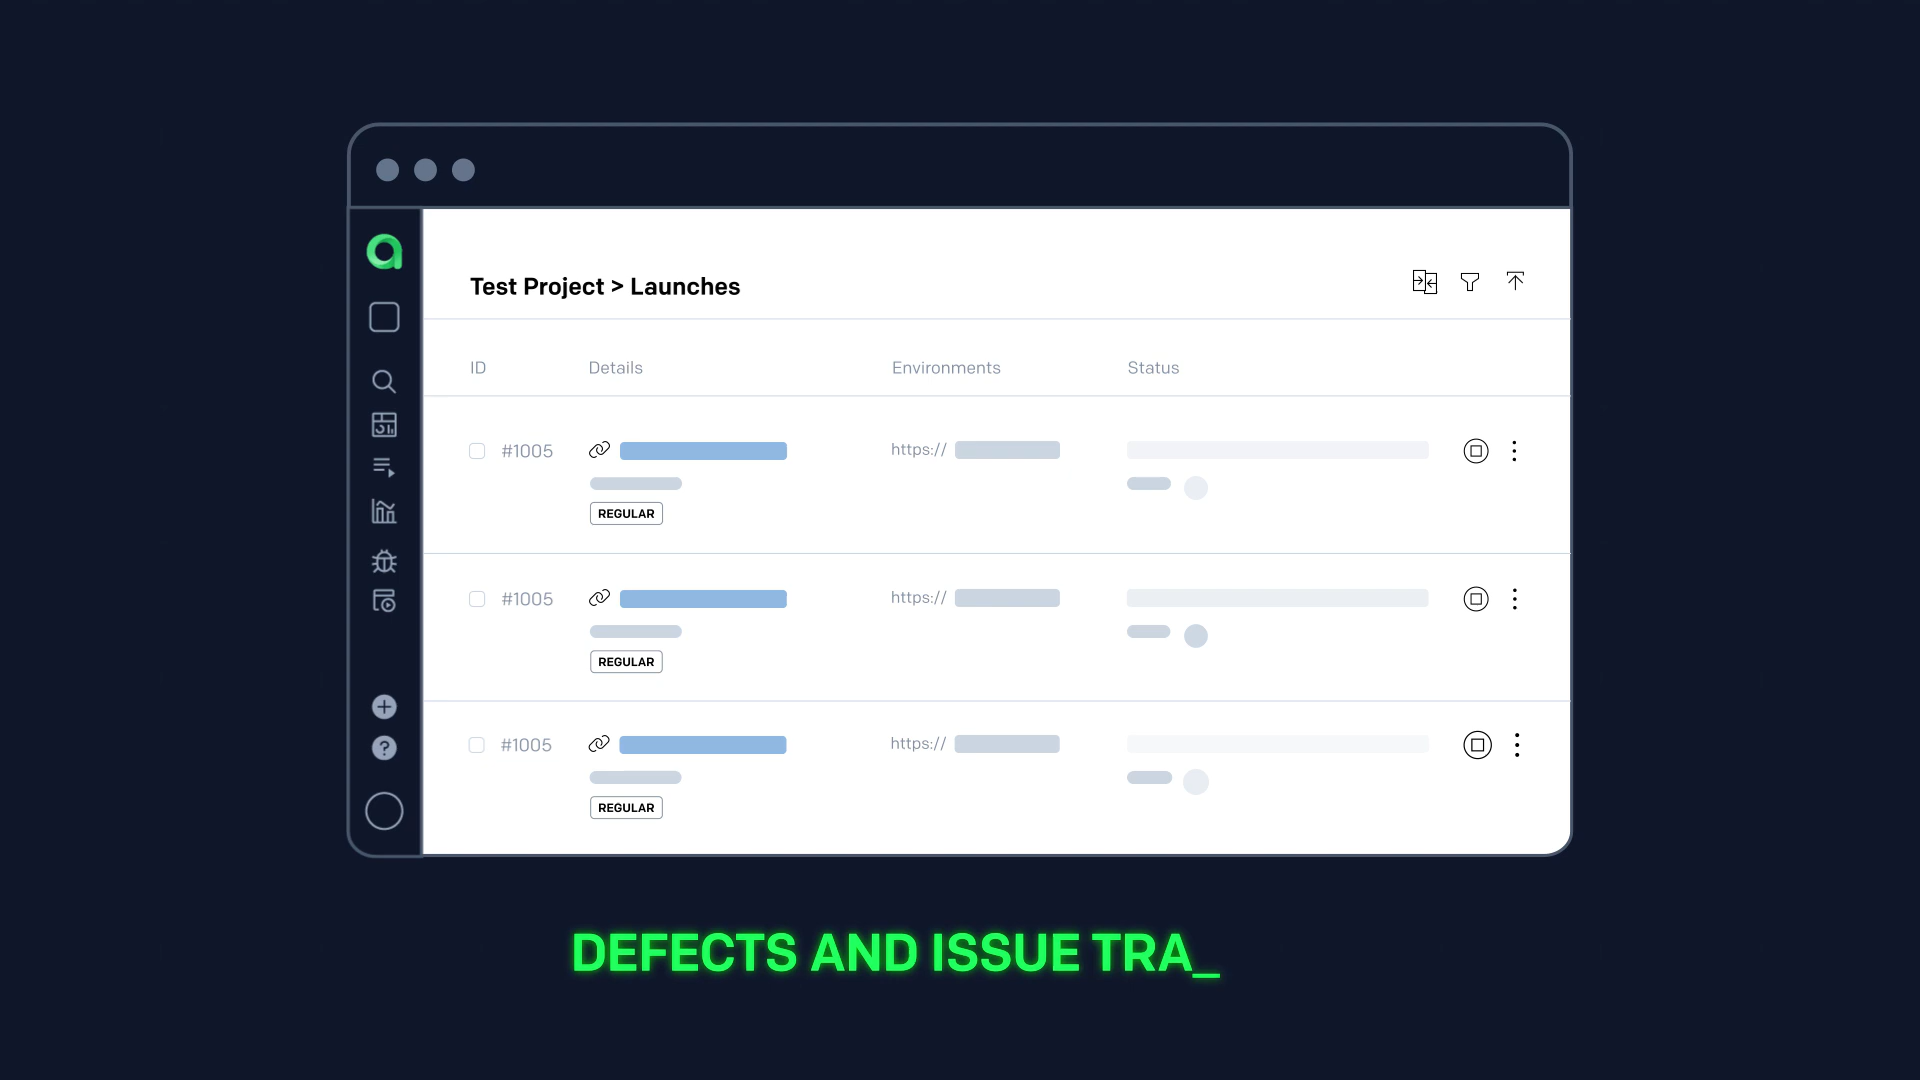 Test Project > Launches
ID Details Environments Status
#1005 https://
REGULAR
#1005 https://
REGULAR
#1005 https://
REGULAR
DEFECTS AND ISSUE TRA_